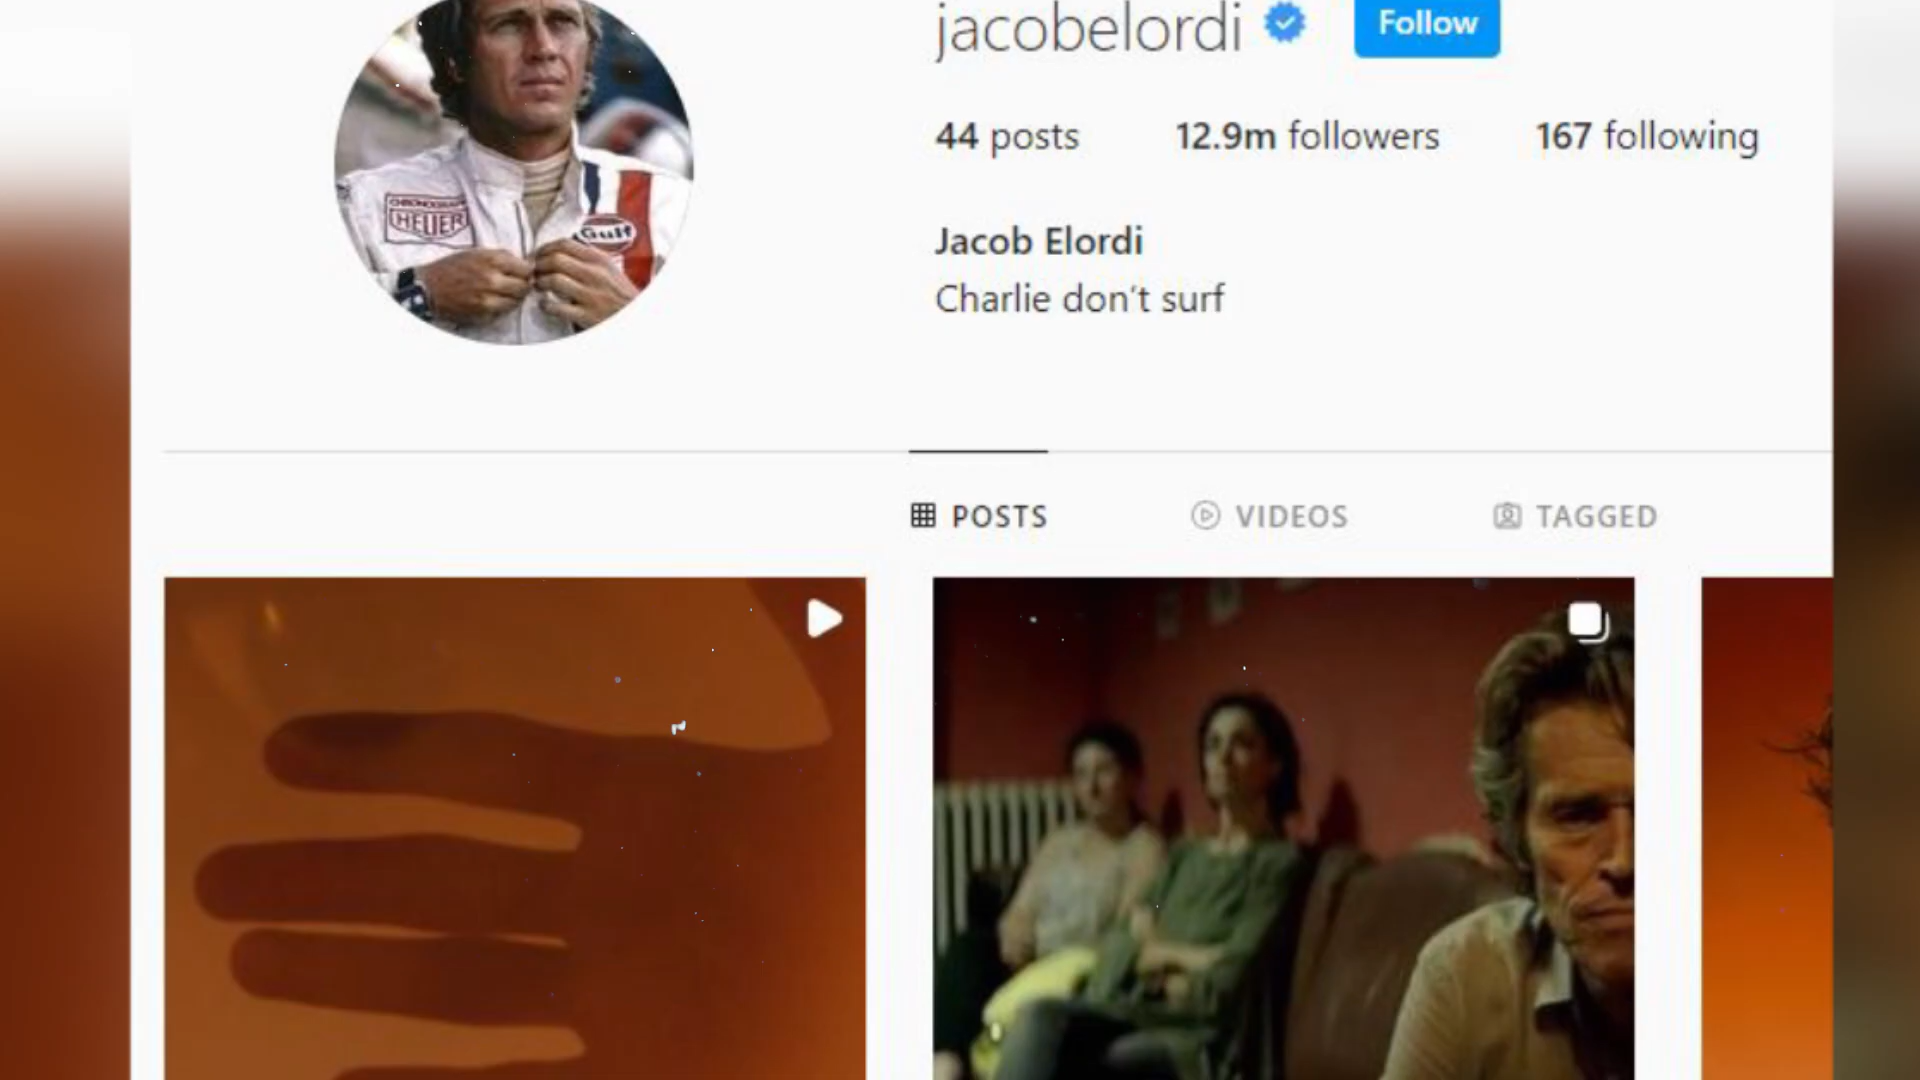 jacobelordi Follow
44 posts 12.9m followers 167 following
Jacob Elordi
Charlie don't surf
CHRONOGRAPH
HEUER
Gulf
POSTS VIDEOS TAGGED